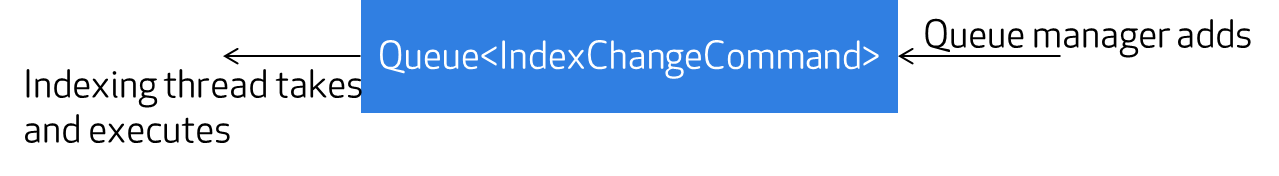 Indexing thread takes
and executes
Queue<IndexChangeCommand>
Queue manager adds